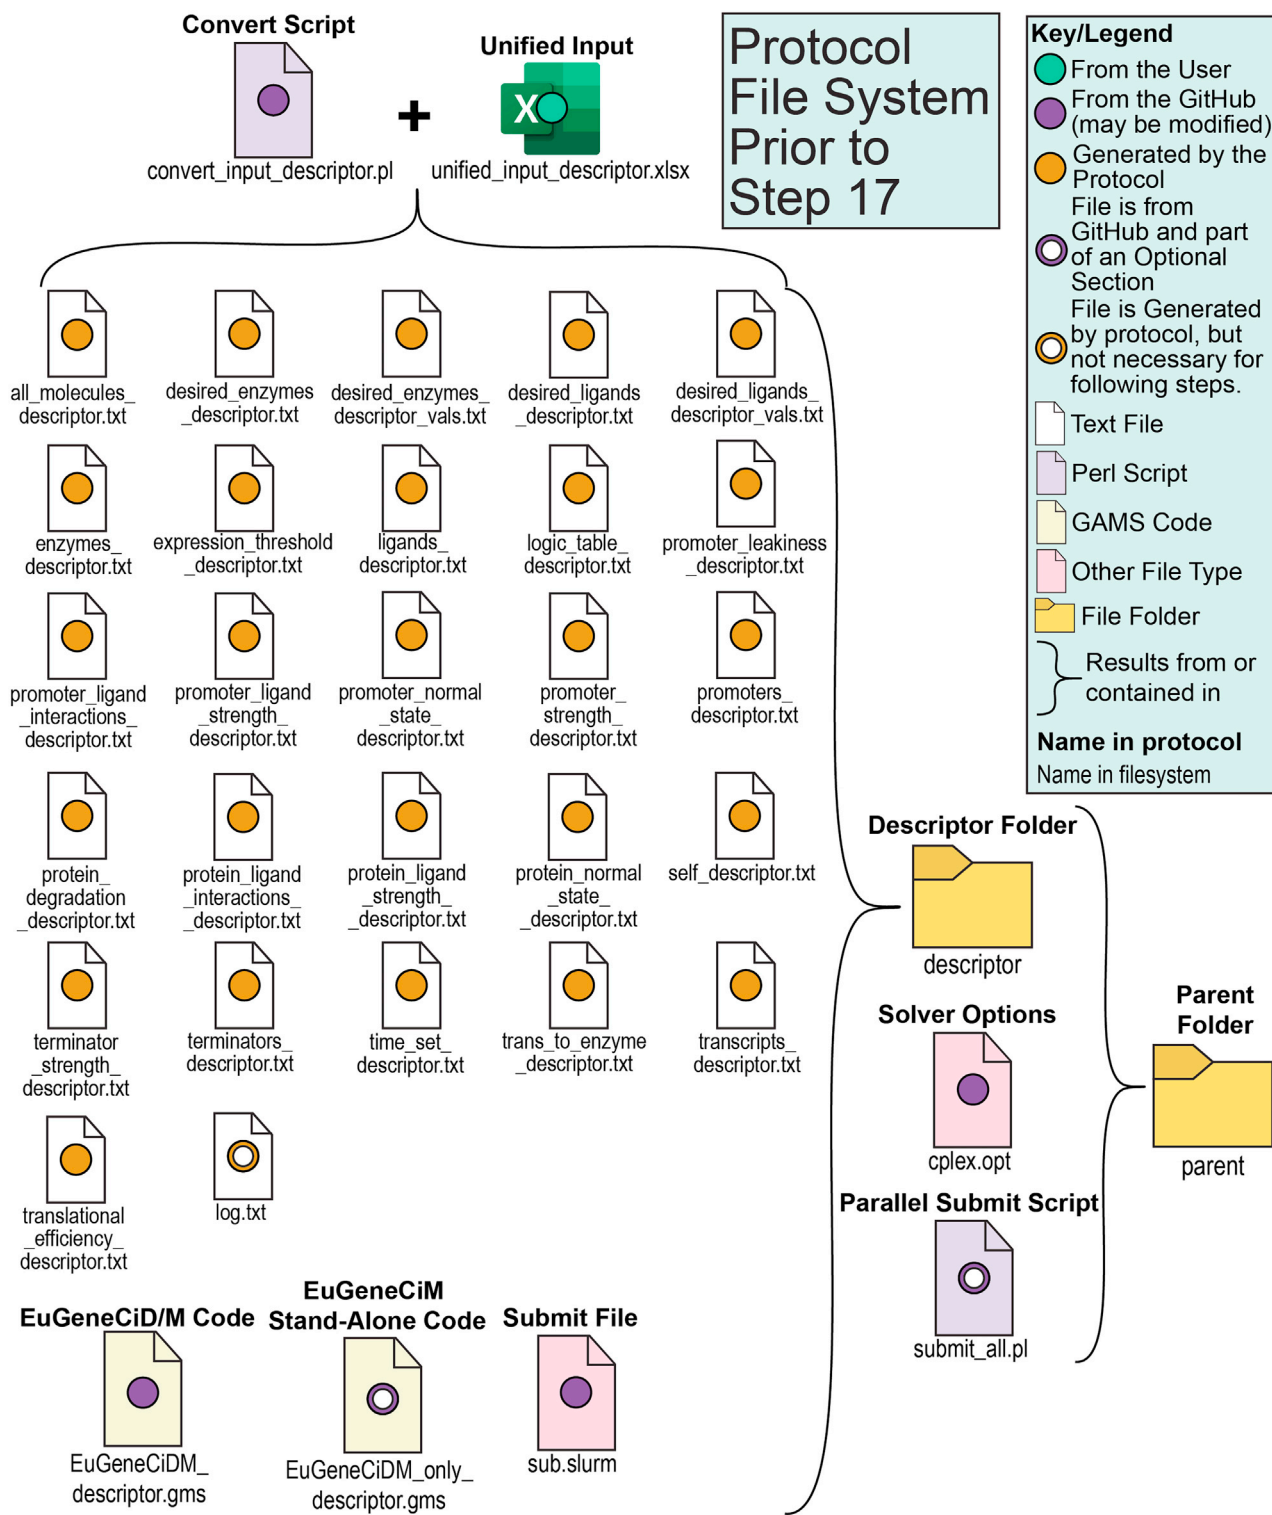 Convert Script
convert_input_descriptor.pl
+
Unified Input
X
unified_input_descriptor.xlsx
Protocol
File System
Prior to
Step 17
Key/Legend
From the User
From the GitHub
(may be modified)
Generated by the
Protocol
File is from
GitHub and part
of an Optional
Section
File is Generated
by protocol, but
not necessary for
following steps.
Text File
Perl Script
GAMS Code
Other File Type
File Folder
Results from or
contained in
Name in protocol
Name in filesystem
all_molecules_
descriptor.txt
desired_enzymes
_descriptor.txt
desired_enzymes_
descriptor_vals.txt
desired_ligands
_descriptor.txt
desired_ligands_
descriptor_vals.txt
enzymes_
descriptor.txt
expression_threshold
_descriptor.txt
ligands_
descriptor.txt
logic_table_
descriptor.txt
promoter_leakiness
_descriptor.txt
promoter_ligand
_interactions_
descriptor.txt
promoter_ligand
_strength_
descriptor.txt
promoter_normal
_state_
descriptor.txt
promoter_
strength_
descriptor.txt
promoters_
descriptor.txt
protein_
degradation
_descriptor.txt
protein_ligand
_interactions_
descriptor.txt
protein_ligand
_strength_
descriptor.txt
protein_normal
_state_
descriptor.txt
self_descriptor.txt
terminator
_strength_
descriptor.txt
terminators_
descriptor.txt
time_set_
descriptor.txt
trans_to_enzyme
_descriptor.txt
transcripts_
descriptor.txt
translational
_efficiency_
descriptor.txt
log.txt
EuGeneCiD/M Code
EuGeneCiDM_
descriptor.gms
EuGeneCiM
Stand-Alone Code
EuGeneCiDM_only_
descriptor.gms
Submit File
sub.slurm
Descriptor Folder
descriptor
Solver Options
cplex.opt
Parallel Submit Script
submit_all.pl
Parent
Folder
parent